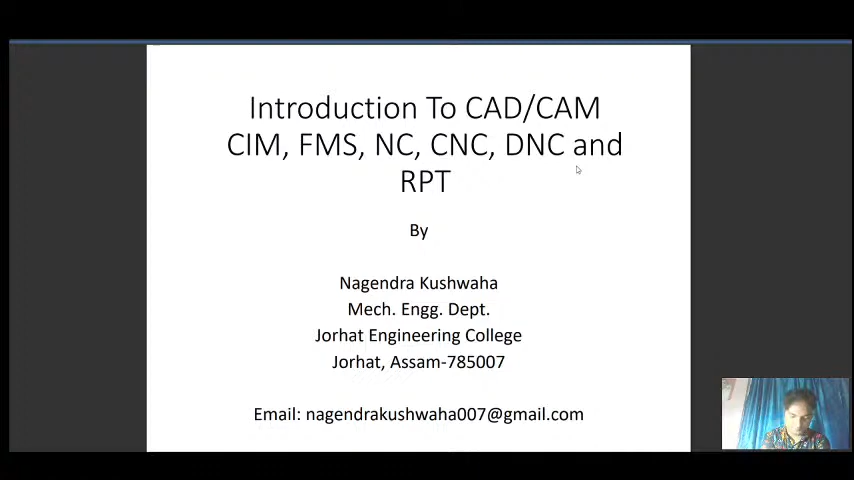 Introduction To CAD/CAM
CIM, FMS, NC, CNC, DNC and
RPT
By
Nagendra Kushwaha
Mech. Engg. Dept.
Jorhat Engineering College
Jorhat, Assam-785007
Email: nagendrakushwaha007@gmail.com